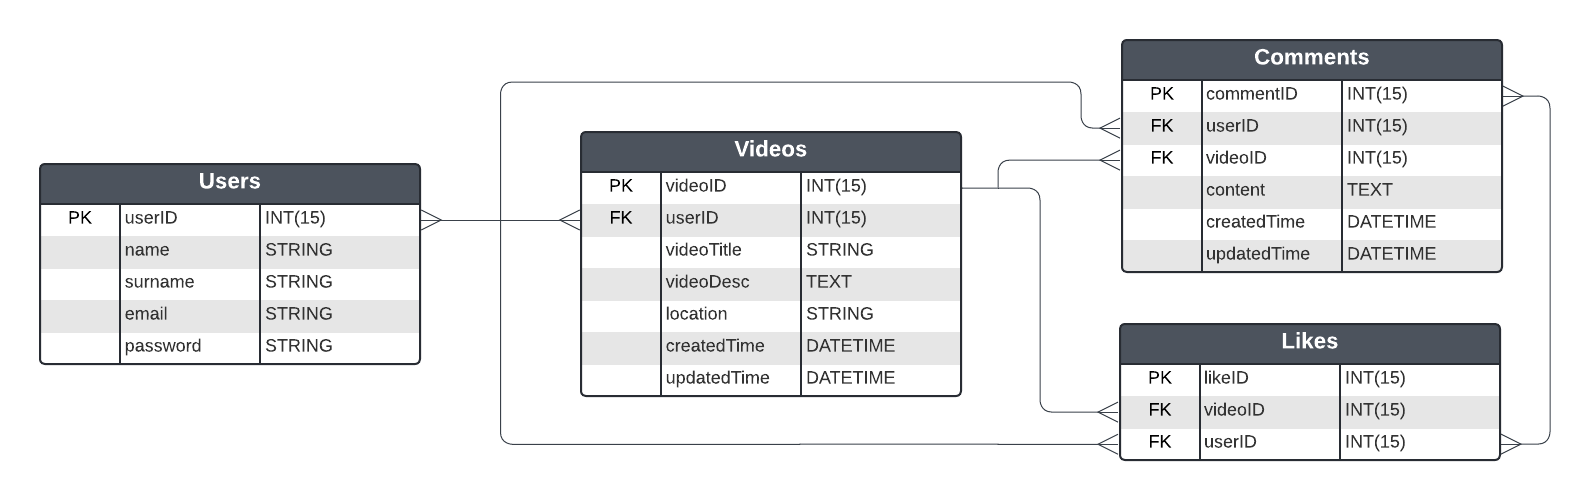 Users
PK userID INT(15)
name STRING
surname STRING
email STRING
password STRING
Videos
PK videoID INT(15)
FK userID INT(15)
videoTitle STRING
videoDesc TEXT
location STRING
createdTime DATETIME
updatedTime DATETIME
Comments
PK commentID INT(15)
FK userID INT(15)
FK videoID INT(15)
content TEXT
createdTime DATETIME
updatedTime DATETIME
Likes
PK likeID INT(15)
FK videoID INT(15)
FK userID INT(15)